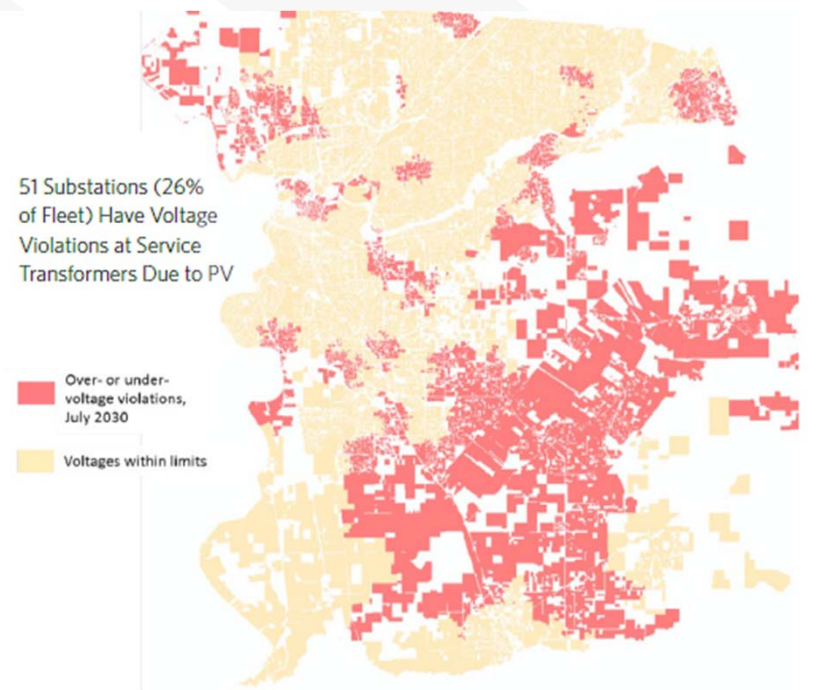 51 Substations (26%
of Fleet) Have Voltage
Violations at Service
Transformers Due to PV
Over- or under-
voltage violations,
July 2030
Voltages within limits